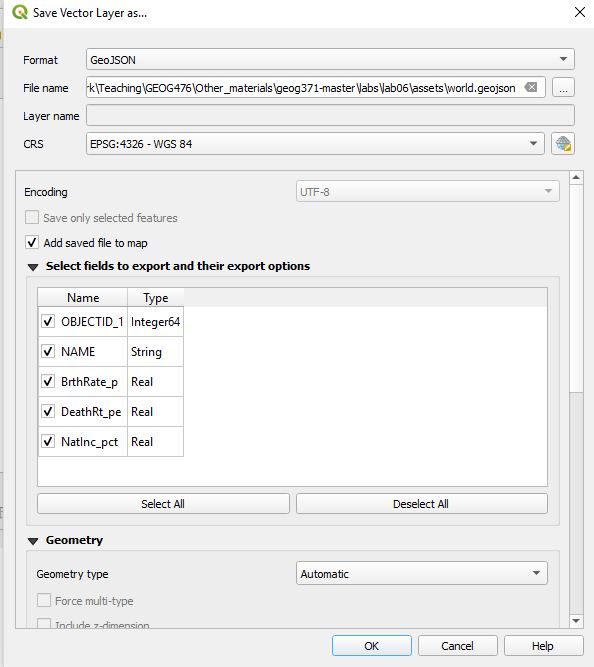 Save Vector Layer as...
Format GeoJSON
File name rk\Teaching\GEOG476\Other_materials\geog371-master\labs\lab06\assets\world.geojson ...
Layer name
CRS EPSG:4326 - WGS 84
Encoding UTF-8
Save only selected features
Add saved file to map
Select fields to export and their export options
Name Type
OBJECTID_1 Integer64
NAME String
BrthRate_p Real
DeathRt_pe Real
NatInc_pct Real
Select All Deselect All
Geometry
Geometry type Automatic
Force multi-type
Include z-dimension
OK Cancel Help